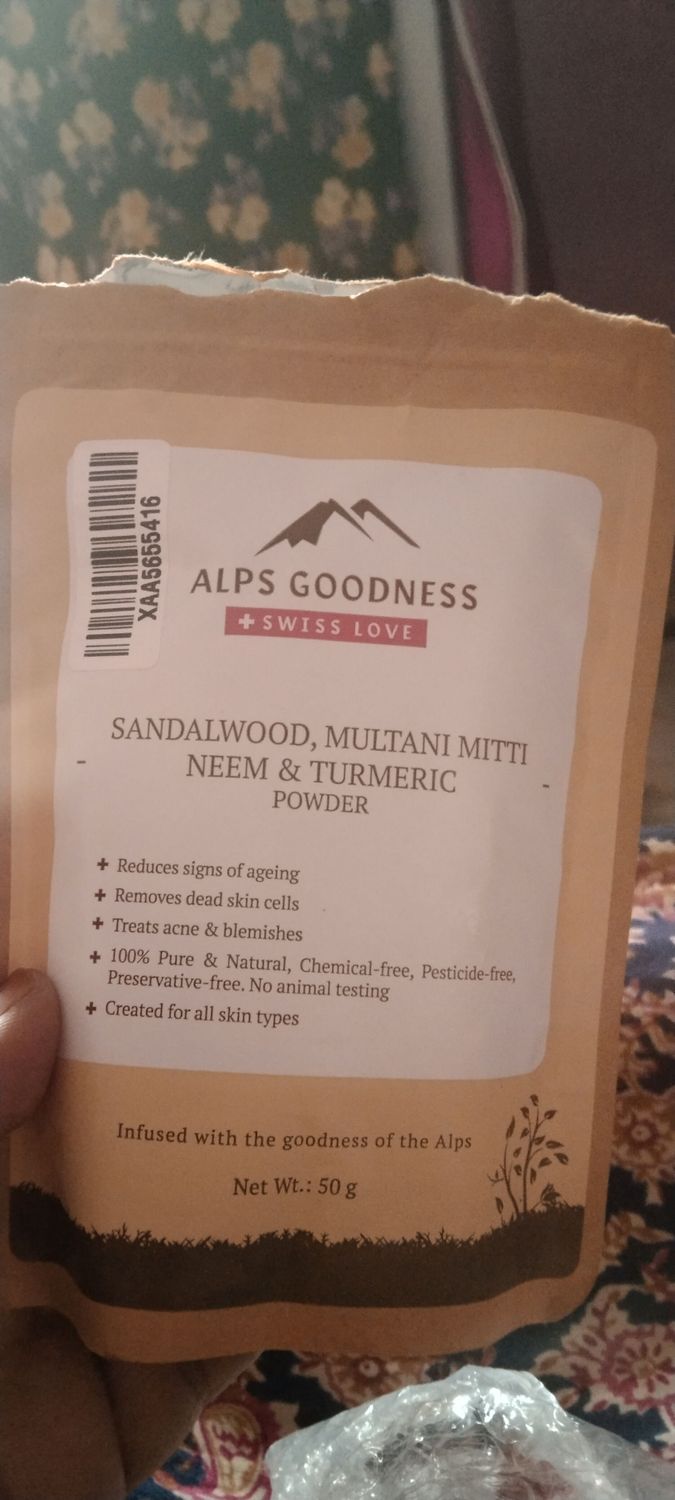 XAA5655416
ALPS GOODNESS
+ SWISS LOVE
SANDALWOOD, MULTANI MITTI
- NEEM & TURMERIC -
POWDER
+ Reduces signs of ageing
+ Removes dead skin cells
+ Treats acne & blemishes
+ 100% Pure & Natural, Chemical-free, Pesticide-free,
Preservative-free. No animal testing
+ Created for all skin types
Infused with the goodness of the Alps
Net Wt.: 50 g